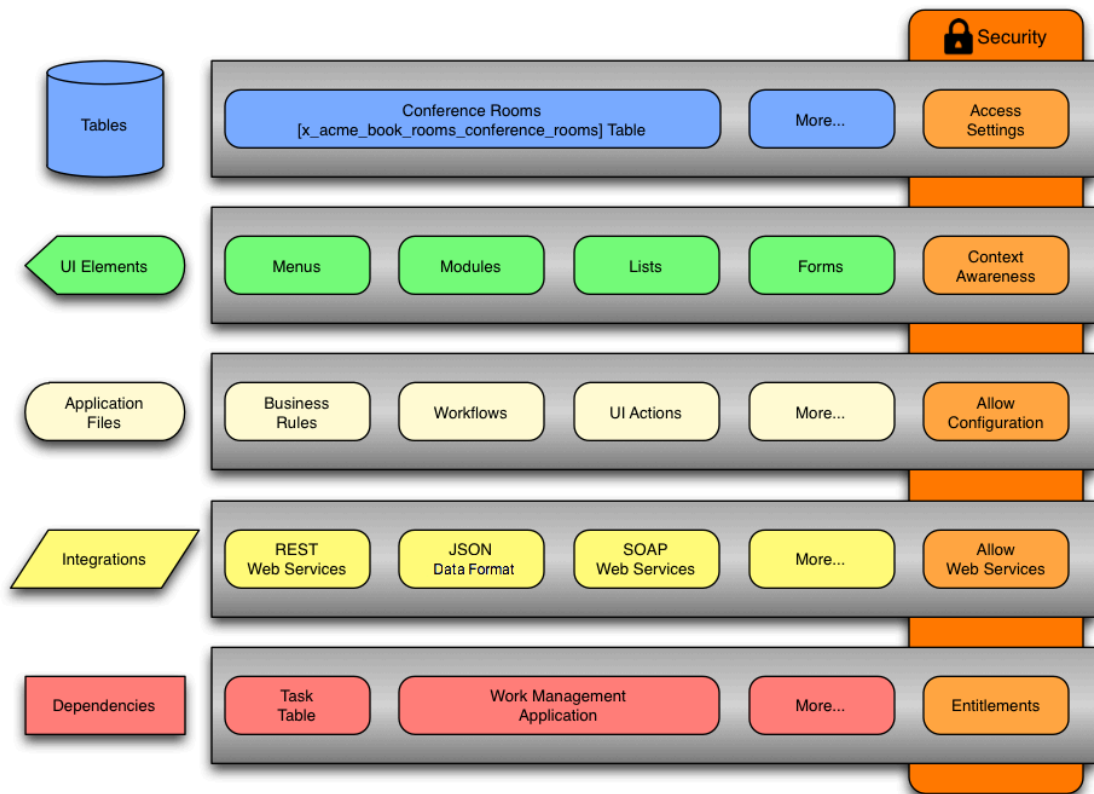 Security
Tables
Conference Rooms
[x_acme_book_rooms_conference_rooms] Table
More...
Access
Settings
UI Elements
Menus
Modules
Lists
Forms
Context
Awareness
Application
Files
Business
Rules
Workflows
UI Actions
More...
Allow
Configuration
Integrations
REST
Web Services
JSON
Data Format
SOAP
Web Services
More...
Allow
Web Services
Dependencies
Task
Table
Work Management
Application
More...
Entitlements